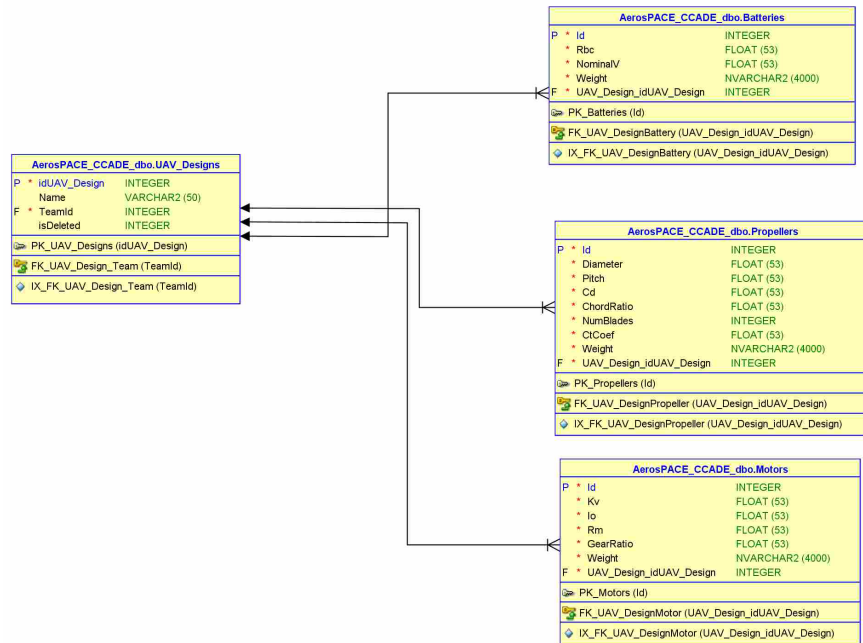 AerosPACE_CCADE_dbo.Batteries
P * Id INTEGER
* Rbc FLOAT (53)
* NominalV FLOAT (53)
* Weight NVARCHAR2 (4000)
F * UAV_Design_idUAV_Design INTEGER
PK_Batteries (Id)
FK_UAV_DesignBattery (UAV_Design_idUAV_Design)
IX_FK_UAV_DesignBattery (UAV_Design_idUAV_Design)
AerosPACE_CCADE_dbo.UAV_Designs
P * idUAV_Design INTEGER
Name VARCHAR2 (50)
F * TeamId INTEGER
isDeleted INTEGER
PK_UAV_Designs (idUAV_Design)
FK_UAV_Design_Team (TeamId)
IX_FK_UAV_Design_Team (TeamId)
AerosPACE_CCADE_dbo.Propellers
P * Id INTEGER
* Diameter FLOAT (53)
* Pitch FLOAT (53)
* Cd FLOAT (53)
* ChordRatio FLOAT (53)
* NumBlades INTEGER
* CtCoef FLOAT (53)
* Weight NVARCHAR2 (4000)
F * UAV_Design_idUAV_Design INTEGER
PK_Propellers (Id)
FK_UAV_DesignPropeller (UAV_Design_idUAV_Design)
IX_FK_UAV_DesignPropeller (UAV_Design_idUAV_Design)
AerosPACE_CCADE_dbo.Motors
P * Id INTEGER
* Kv FLOAT (53)
* Io FLOAT (53)
* Rm FLOAT (53)
* GearRatio FLOAT (53)
* Weight NVARCHAR2 (4000)
F * UAV_Design_idUAV_Design INTEGER
PK_Motors (Id)
FK_UAV_DesignMotor (UAV_Design_idUAV_Design)
IX_FK_UAV_DesignMotor (UAV_Design_idUAV_Design)